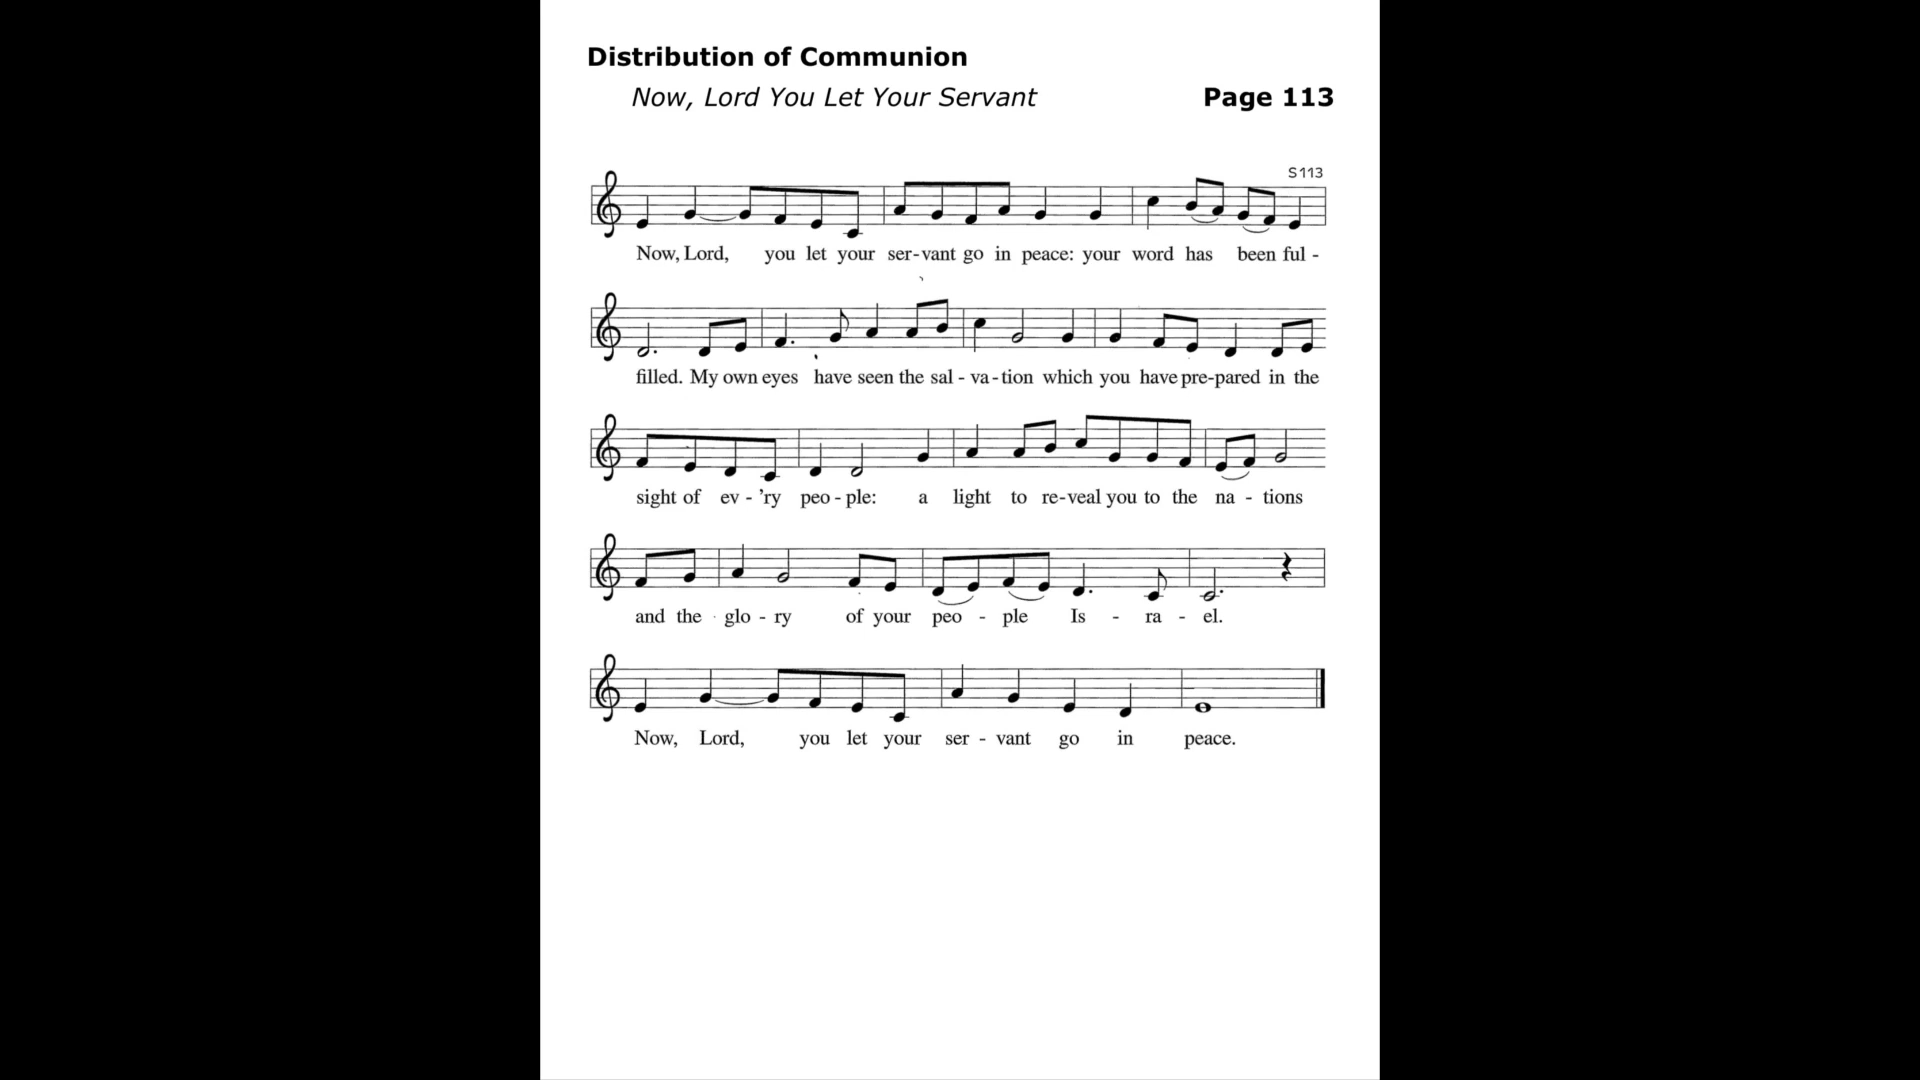 Distribution of Communion
Now, Lord You Let Your Servant Page 113
S113
Now, Lord, you let your ser-vant go in peace: your word has been ful-
filled. My own eyes have seen the sal-va-tion which you have pre-pared in the
sight of ev-'ry peo-ple: a light to re-veal you to the na-tions
and the glo-ry of your peo-ple Is-ra-el.
Now, Lord, you let your ser-vant go in peace.